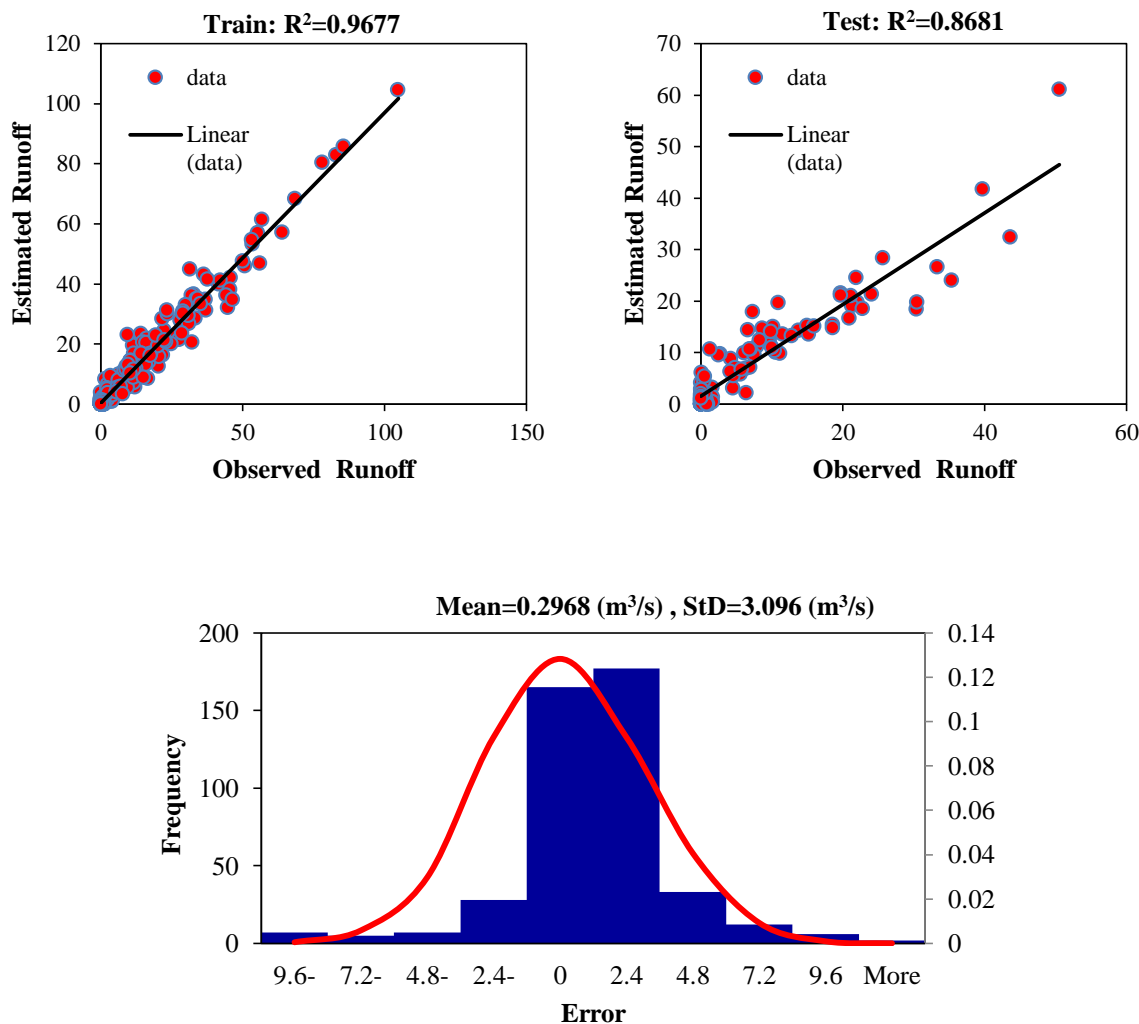 Train: R²=0.9677
120
100
80
60
40
20
0
0
50
100
150
Estimated Runoff
Observed Runoff
data
Linear
(data)
Test: R²=0.8681
70
60
50
40
30
20
10
0
0
20
40
60
Estimated Runoff
Observed Runoff
data
Linear
(data)
Mean=0.2968 (m³/s) , StD=3.096 (m³/s)
200
150
100
50
0
Frequency
0.14
0.12
0.1
0.08
0.06
0.04
0.02
0
9.6- 7.2- 4.8- 2.4- 0 2.4 4.8 7.2 9.6 More
Error